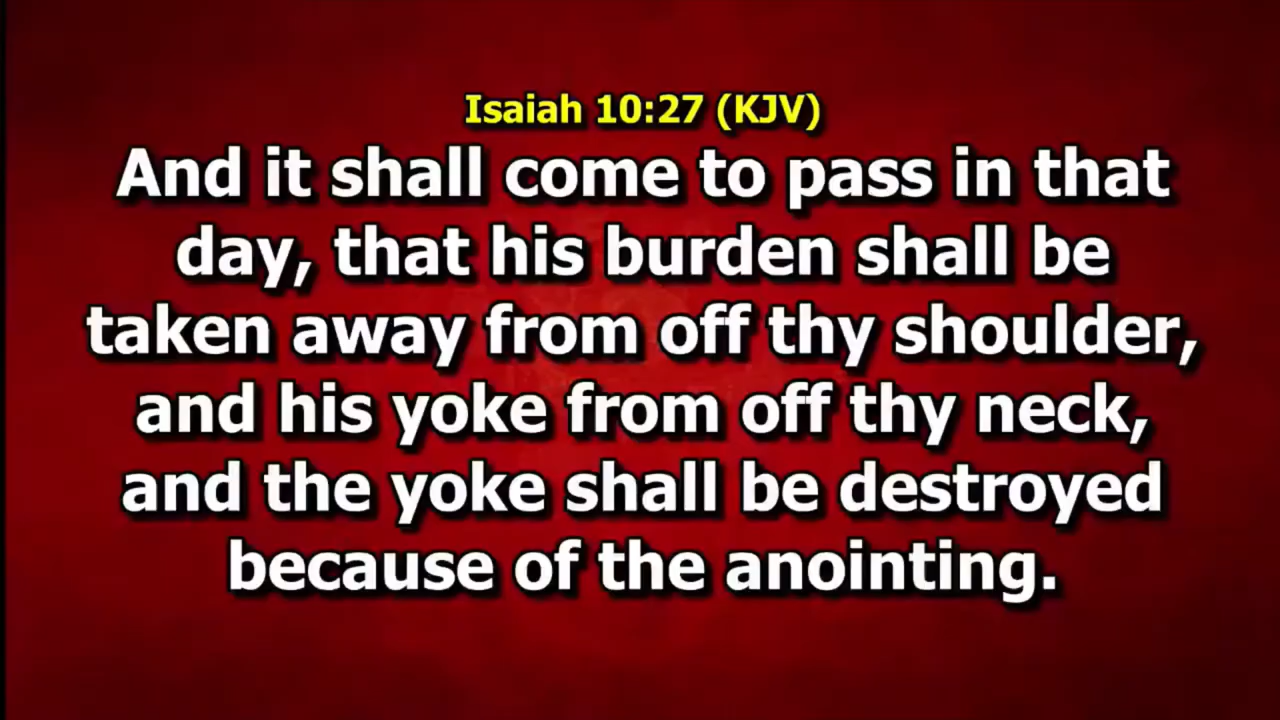 Isaiah 10:27 (KJV)
And it shall come to pass in that
day, that his burden shall be
taken away from off thy shoulder,
and his yoke from off thy neck,
and the yoke shall be destroyed
because of the anointing.